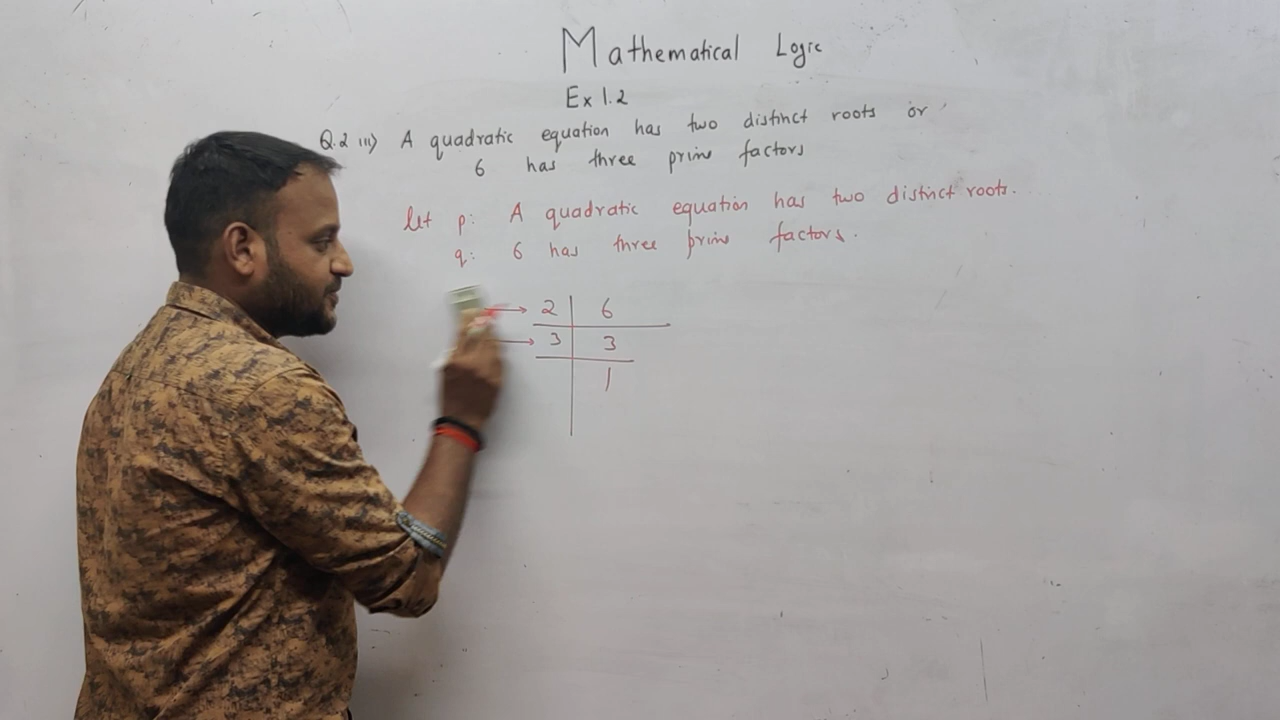 Mathematical Logic
Ex 1.2
Q.2 iii) A quadratic equation has two distinct roots or
6 has three prime factors
let p: A quadratic equation has two distinct roots.
q: 6 has three prime factors.
2 6
3 3
1